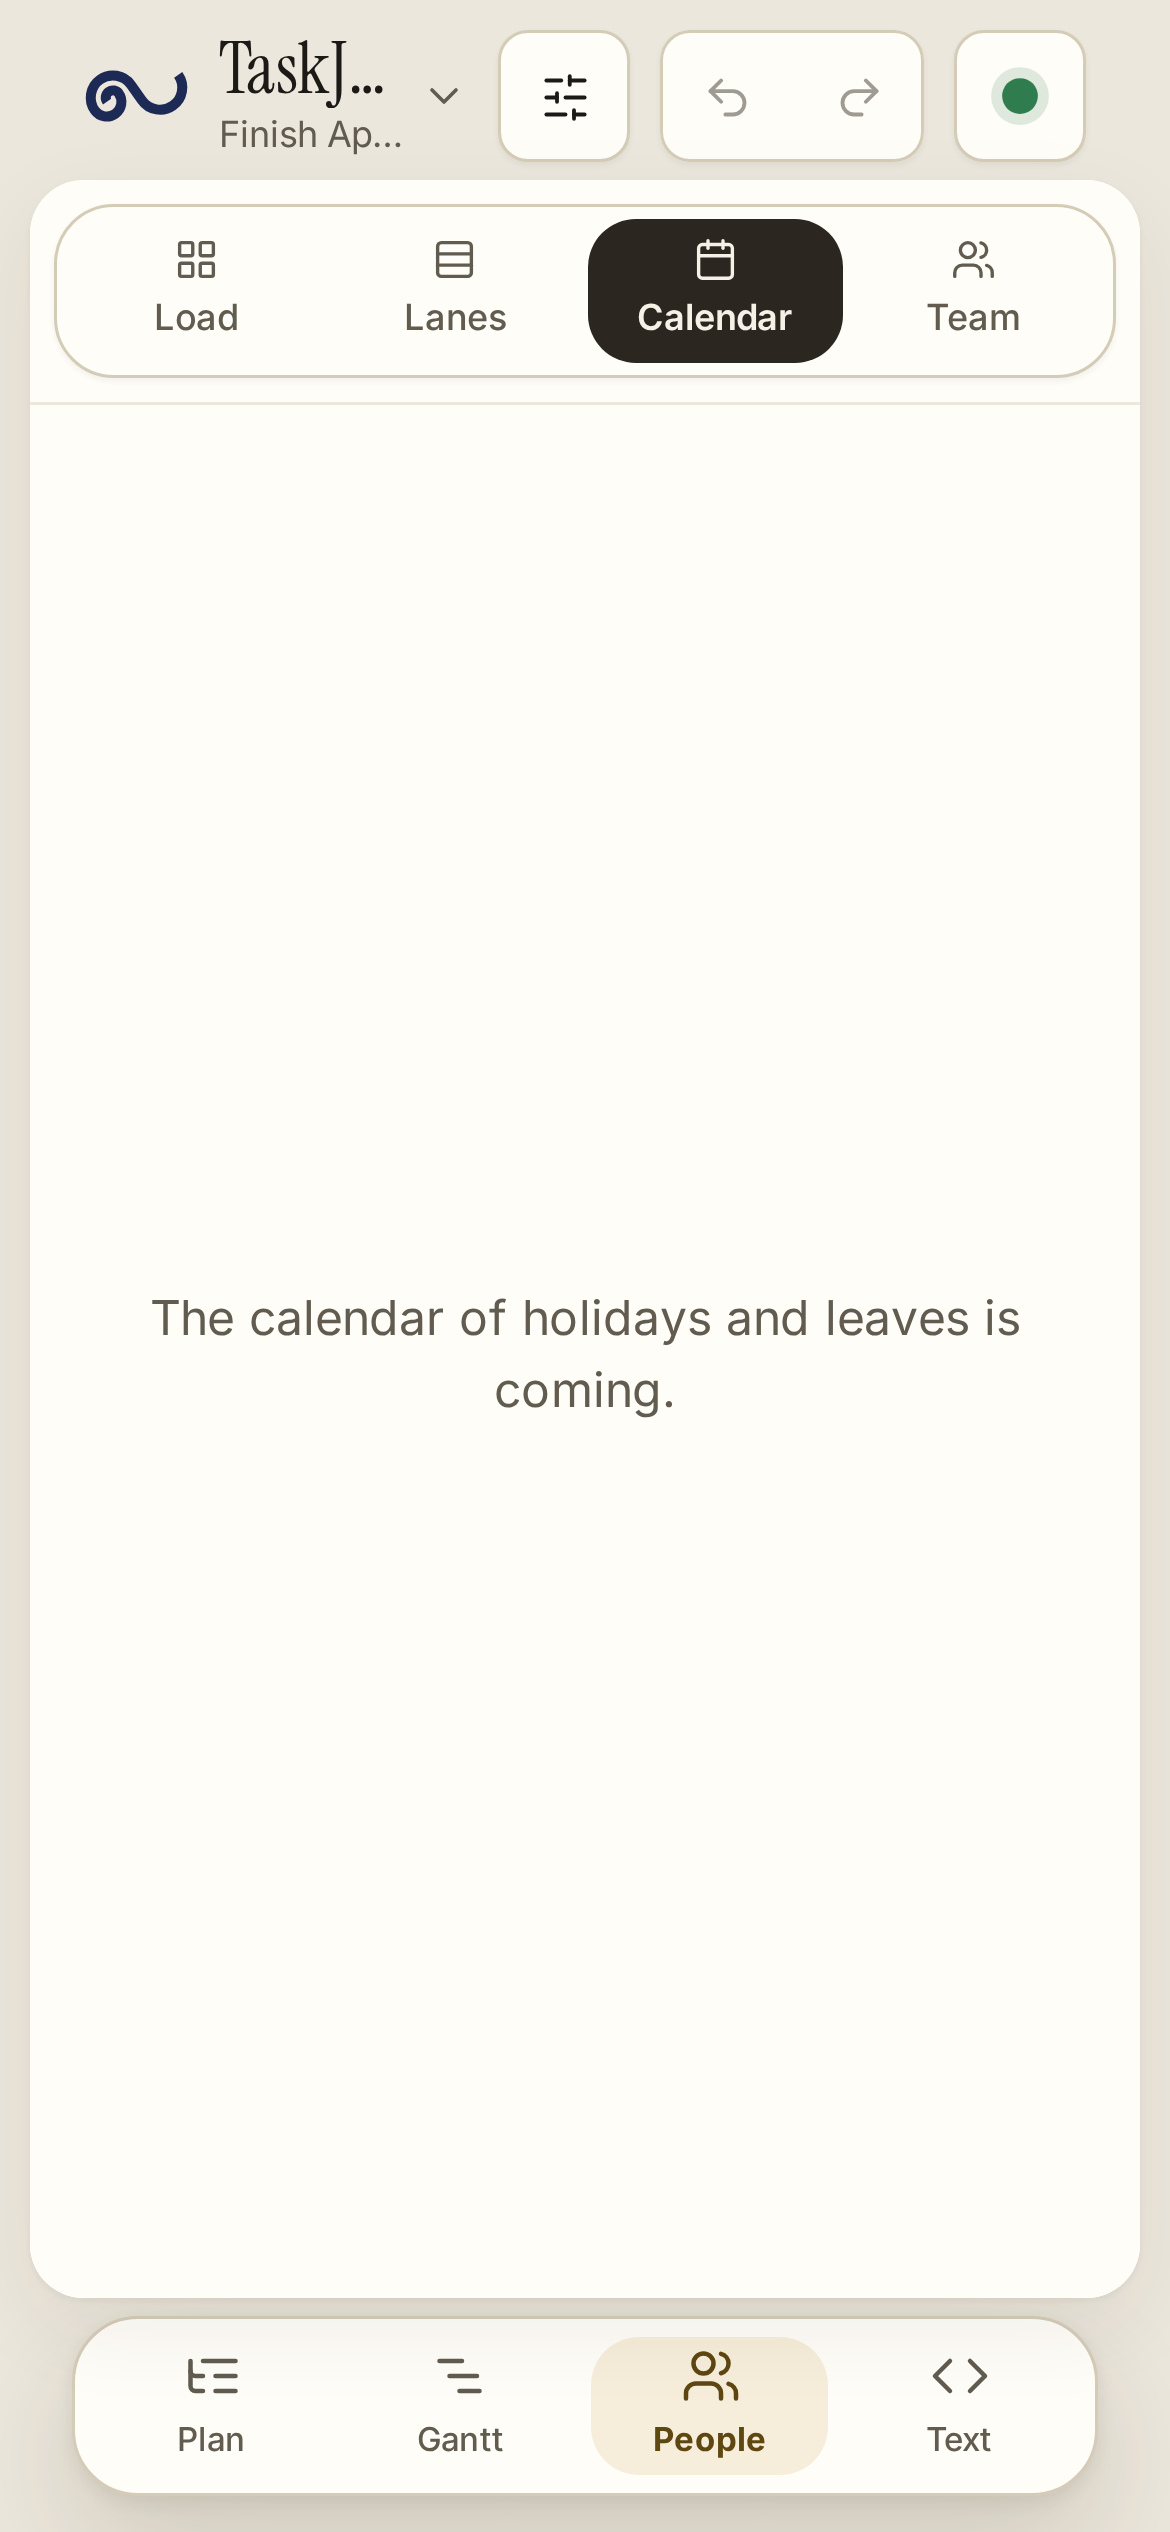 TaskJ...
Finish Ap...
Load
Lanes
Calendar
Team
The calendar of holidays and leaves is
coming.
Plan
Gantt
People
Text